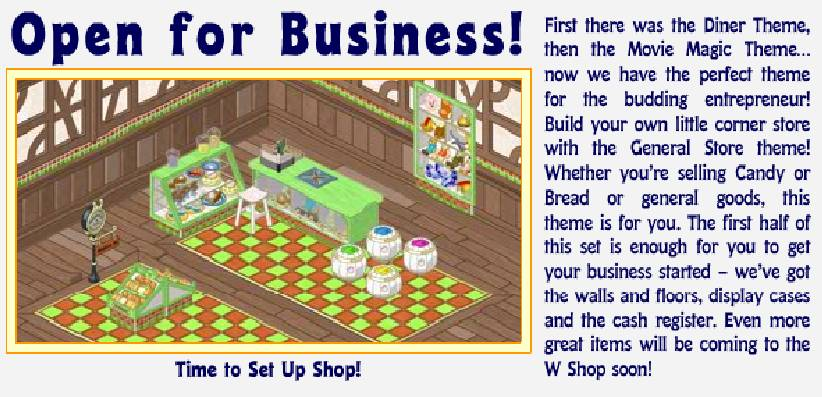 Open for Business!
First there was the Diner Theme,
then the Movie Magic Theme...
now we have the perfect theme
for the budding entrepreneur!
Build your own little corner store
with the General Store theme!
Whether you're selling Candy or
Bread or general goods, this
theme is for you. The first half of
this set is enough for you to get
your business started – we've got
the walls and floors, display cases
and the cash register. Even more
great items will be coming to the
W Shop soon!
Time to Set Up Shop!